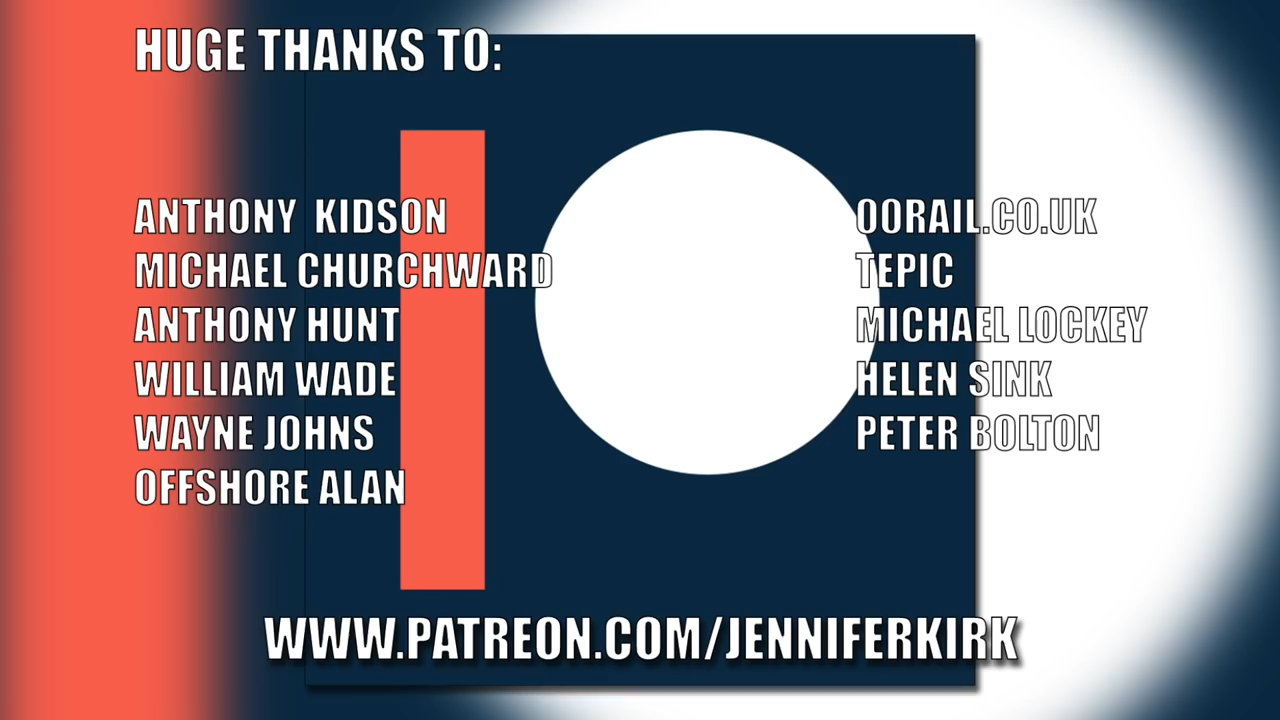 HUGE THANKS TO:
ANTHONY  KIDSON
MICHAEL CHURCHWARD
ANTHONY HUNT
WILLIAM WADE
WAYNE JOHNS
OFFSHORE ALAN
OORAIL.CO.UK
TEPIC
MICHAEL LOCKEY
HELEN SINK
PETER BOLTON
WWW.PATREON.COM/JENNIFERKIRK